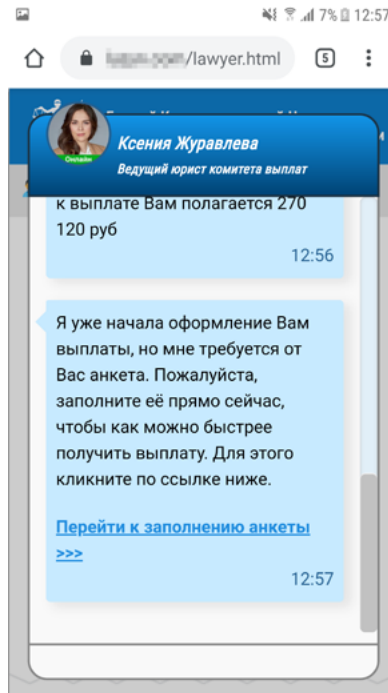 7% 12:57
/lawyer.html
5
Ксения Журавлева
Онлайн
Ведущий юрист комитета выплат
к выплате Вам полагается 270
120 руб
12:56
Я уже начала оформление Вам
выплаты, но мне требуется от
Вас анкета. Пожалуйста,
заполните её прямо сейчас,
чтобы как можно быстрее
получить выплату. Для этого
кликните по ссылке ниже.
Перейти к заполнению анкеты
>>>
12:57